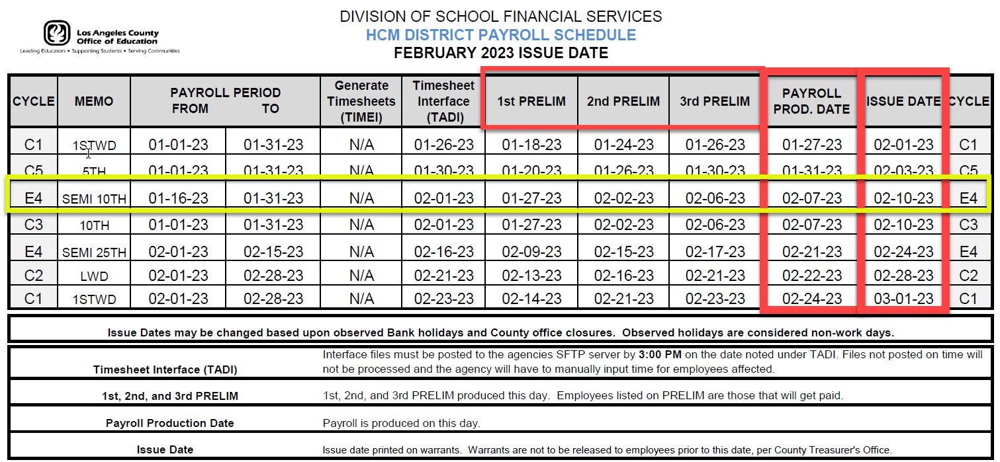 DIVISION OF SCHOOL FINANCIAL SERVICES
HCM DISTRICT PAYROLL SCHEDULE
FEBRUARY 2023 ISSUE DATE
Los Angeles County
Office of Education
Leading Educators • Supporting Students • Serving Communities
CYCLE MEMO PAYROLL PERIOD FROM TO Generate Timesheets (TIMEI) Timesheet Interface (TADI) 1st PRELIM 2nd PRELIM 3rd PRELIM PAYROLL PROD. DATE ISSUE DATE CYCLE
C1 1STWD 01-01-23 01-31-23 N/A 01-26-23 01-18-23 01-24-23 01-26-23 01-27-23 02-01-23 C1
C5 5TH 01-01-23 01-31-23 N/A 01-30-23 01-20-23 01-26-23 01-30-23 01-31-23 02-03-23 C5
E4 SEMI 10TH 01-16-23 01-31-23 N/A 02-01-23 01-27-23 02-02-23 02-06-23 02-07-23 02-10-23 E4
C3 10TH 01-01-23 01-31-23 N/A 02-01-23 01-27-23 02-02-23 02-06-23 02-07-23 02-10-23 C3
E4 SEMI 25TH 02-01-23 02-15-23 N/A 02-16-23 02-09-23 02-15-23 02-17-23 02-21-23 02-24-23 E4
C2 LWD 02-01-23 02-28-23 N/A 02-21-23 02-13-23 02-16-23 02-21-23 02-22-23 02-28-23 C2
C1 1STWD 02-01-23 02-28-23 N/A 02-23-23 02-14-23 02-21-23 02-23-23 02-24-23 03-01-23 C1
Issue Dates may be changed based upon observed Bank holidays and County office closures. Observed holidays are considered non-work days.
Timesheet Interface (TADI)
Interface files must be posted to the agencies SFTP server by 3:00 PM on the date noted under TADI. Files not posted on time will
not be processed and the agency will have to manually input time for employees affected.
1st, 2nd, and 3rd PRELIM
1st, 2nd, and 3rd PRELIM produced this day. Employees listed on PRELIM are those that will get paid.
Payroll Production Date
Payroll is produced on this day.
Issue Date
Issue date printed on warrants. Warrants are not to be released to employees prior to this date, per County Treasurer's Office.